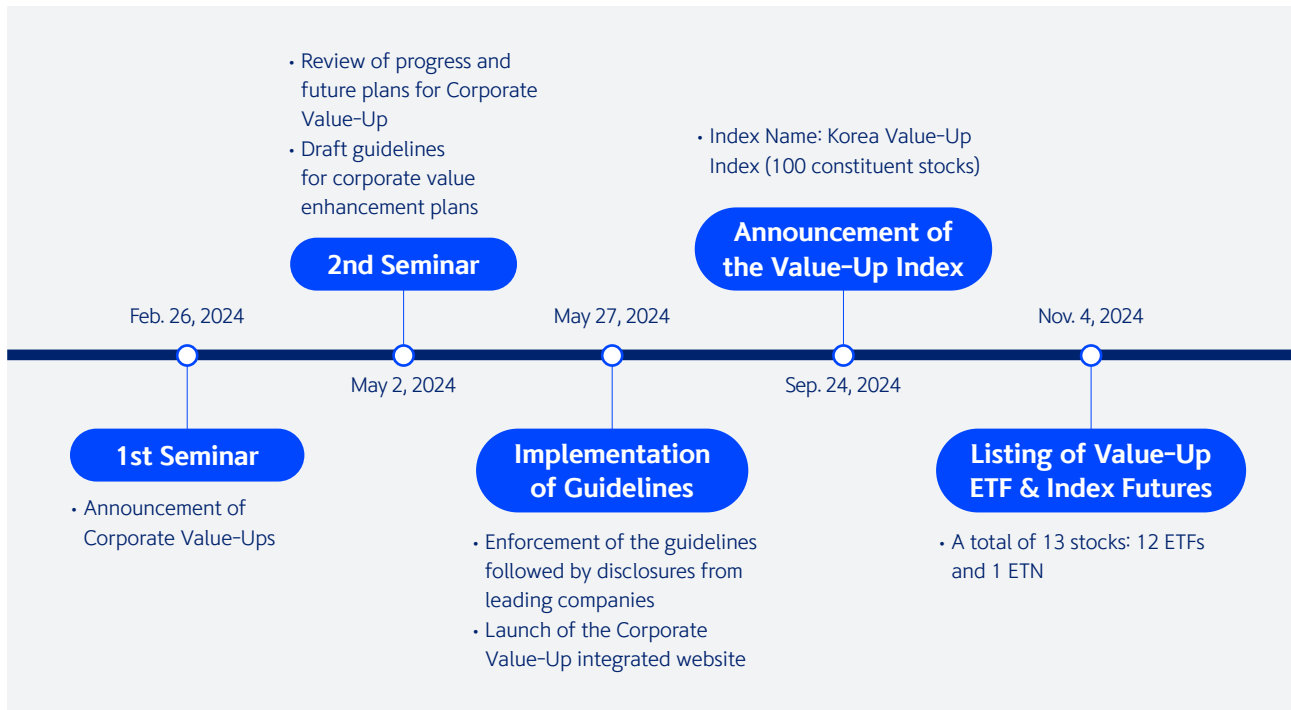 Feb. 26, 2024
1st Seminar
• Announcement of
Corporate Value-Ups
• Review of progress and
future plans for Corporate
Value-Up
• Draft guidelines
for corporate value
enhancement plans
2nd Seminar
May 2, 2024
May 27, 2024
Implementation
of Guidelines
• Enforcement of the guidelines
followed by disclosures from
leading companies
• Launch of the Corporate
Value-Up integrated website
• Index Name: Korea Value-Up
Index (100 constituent stocks)
Announcement of
the Value-Up Index
Sep. 24, 2024
Nov. 4, 2024
Listing of Value-Up
ETF & Index Futures
• A total of 13 stocks: 12 ETFs
and 1 ETN